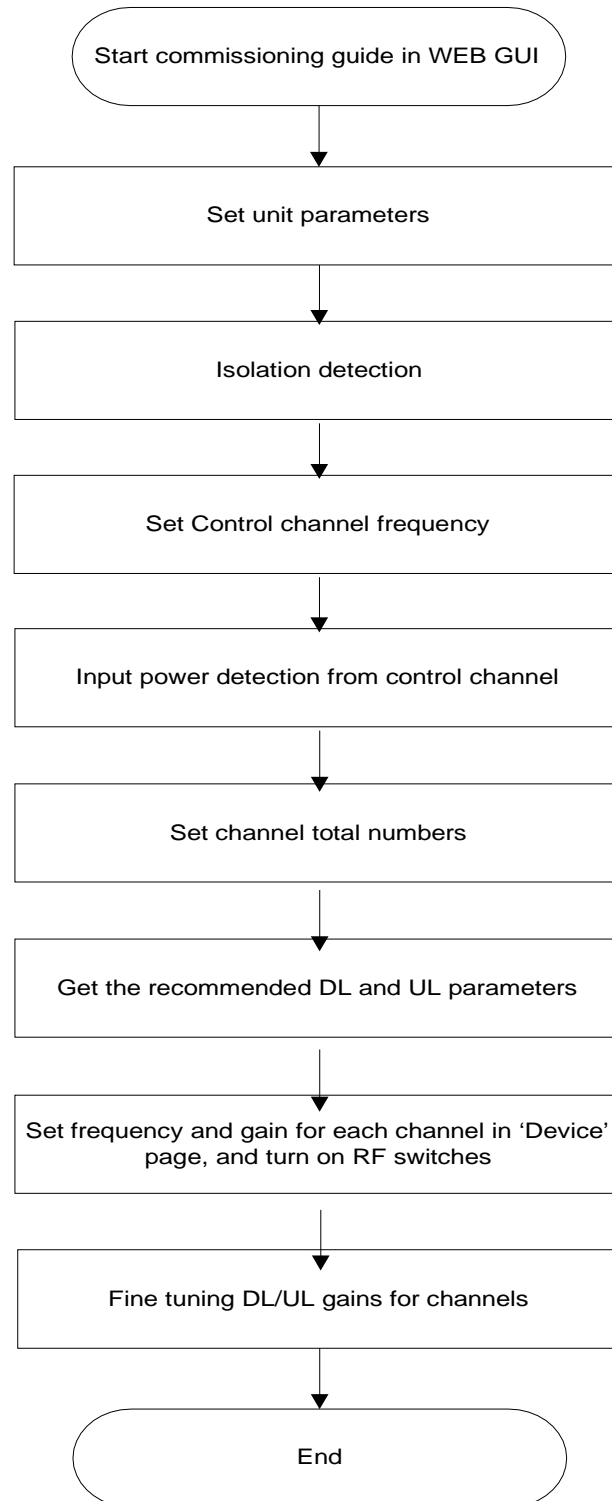 Start commissioning guide in WEB GUI
Set unit parameters
Isolation detection
Set Control channel frequency
Input power detection from control channel
Set channel total numbers
Get the recommended DL and UL parameters
Set frequency and gain for each channel in ‘Device’
page, and turn on RF switches
Fine tuning DL/UL gains for channels
End